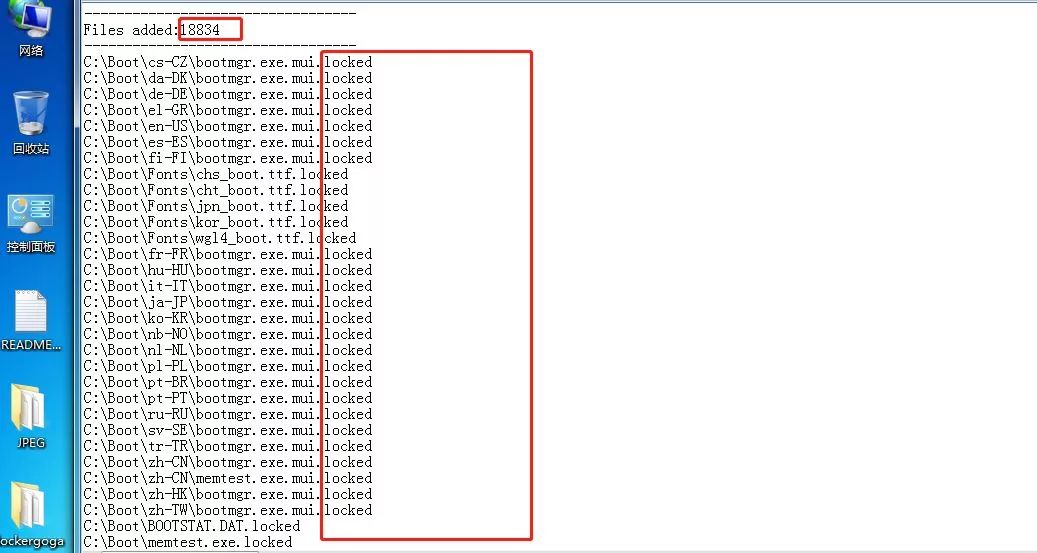 网络
回收站
控制面板
README...
JPEG
ockergoga
---------------------------------
Files added:18834
---------------------------------
C:\Boot\cs-CZ\bootmgr.exe.mui.locked
C:\Boot\da-DK\bootmgr.exe.mui.locked
C:\Boot\de-DE\bootmgr.exe.mui.locked
C:\Boot\el-GR\bootmgr.exe.mui.locked
C:\Boot\en-US\bootmgr.exe.mui.locked
C:\Boot\es-ES\bootmgr.exe.mui.locked
C:\Boot\fi-FI\bootmgr.exe.mui.locked
C:\Boot\Fonts\chs_boot.ttf.locked
C:\Boot\Fonts\cht_boot.ttf.locked
C:\Boot\Fonts\jpn_boot.ttf.locked
C:\Boot\Fonts\kor_boot.ttf.locked
C:\Boot\Fonts\wgl4_boot.ttf.locked
C:\Boot\fr-FR\bootmgr.exe.mui.locked
C:\Boot\hu-HU\bootmgr.exe.mui.locked
C:\Boot\it-IT\bootmgr.exe.mui.locked
C:\Boot\ja-JP\bootmgr.exe.mui.locked
C:\Boot\ko-KR\bootmgr.exe.mui.locked
C:\Boot\nb-NO\bootmgr.exe.mui.locked
C:\Boot\nl-NL\bootmgr.exe.mui.locked
C:\Boot\pl-PL\bootmgr.exe.mui.locked
C:\Boot\pt-BR\bootmgr.exe.mui.locked
C:\Boot\pt-PT\bootmgr.exe.mui.locked
C:\Boot\ru-RU\bootmgr.exe.mui.locked
C:\Boot\sv-SE\bootmgr.exe.mui.locked
C:\Boot\tr-TR\bootmgr.exe.mui.locked
C:\Boot\zh-CN\bootmgr.exe.mui.locked
C:\Boot\zh-CN\memtest.exe.mui.locked
C:\Boot\zh-HK\bootmgr.exe.mui.locked
C:\Boot\zh-TW\bootmgr.exe.mui.locked
C:\Boot\BOOTSTAT.DAT.locked
C:\Boot\memtest.exe.locked